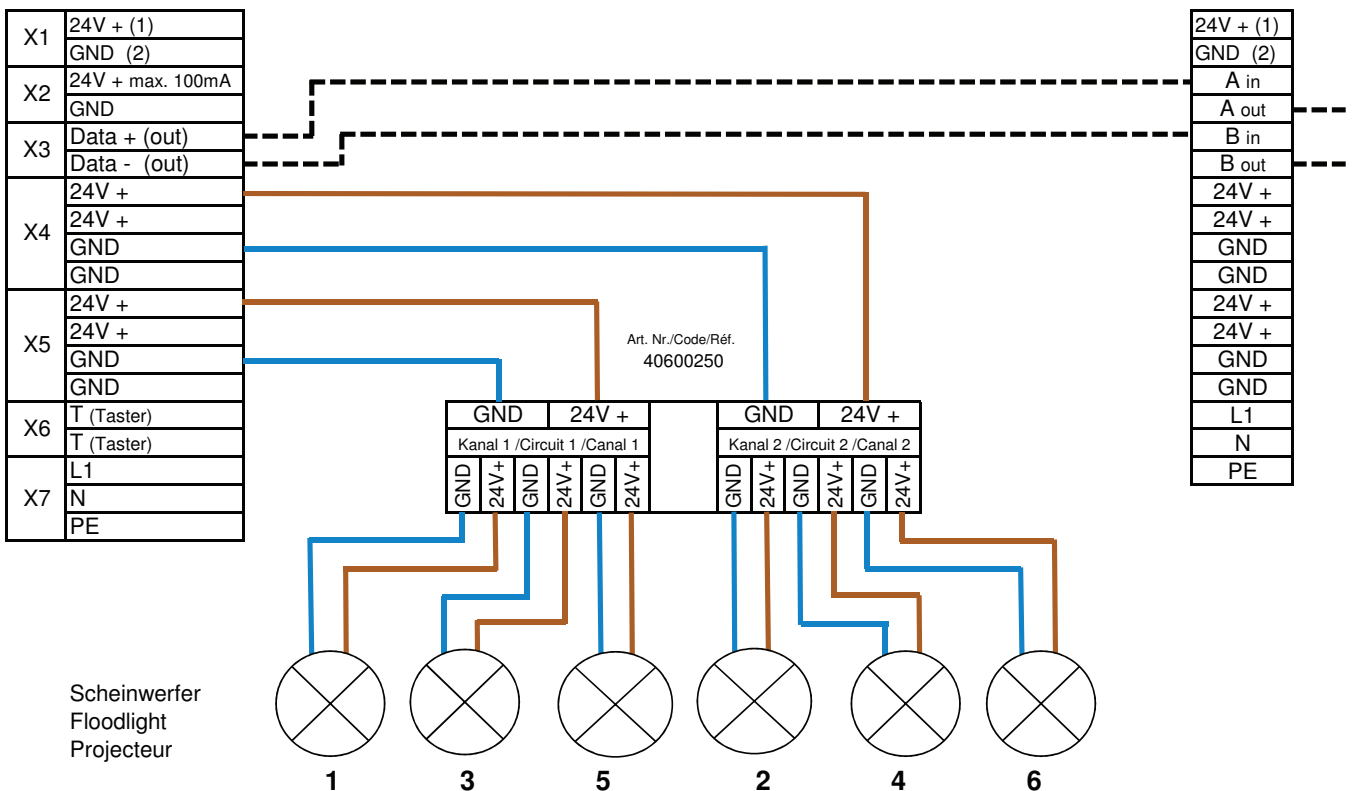 X1
24V + (1)
GND (2)
X2
24V + max. 100mA
GND
X3
Data + (out)
Data - (out)
X4
24V +
24V +
GND
GND
X5
24V +
24V +
GND
GND
X6
T (Taster)
T (Taster)
X7
L1
N
PE
24V + (1)
GND (2)
A in
A out
B in
B out
24V +
24V +
GND
GND
24V +
24V +
GND
GND
L1
N
PE
Art. Nr./Code/Réf.
40600250
GND 24V +
Kanal 1 /Circuit 1 /Canal 1
GND 24V+ GND 24V+ GND 24V+
GND 24V +
Kanal 2 /Circuit 2 /Canal 2
GND 24V+ GND 24V+ GND 24V+
Scheinwerfer
Floodlight
Projecteur
1 3 5 2 4 6